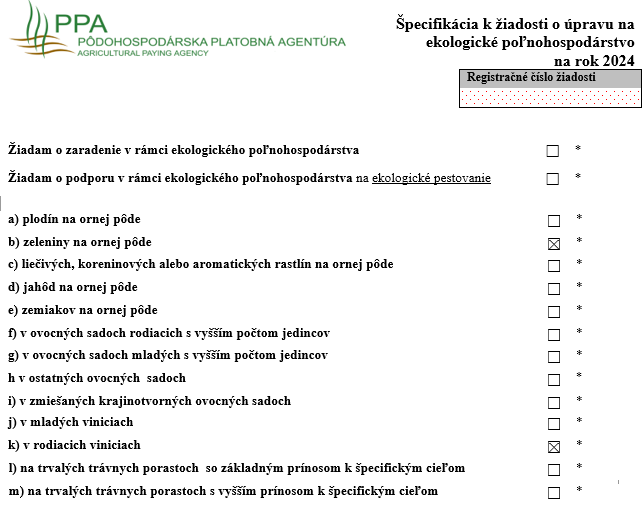 PPA
PÔDOHOSPODÁRSKA PLATOBNÁ AGENTÚRA
AGRICULTURAL PAYING AGENCY
Špecifikácia k žiadosti o úpravu na
ekologické poľnohospodárstvo
na rok 2024
Registračné číslo žiadosti
Žiadam o zaradenie v rámci ekologického poľnohospodárstva ☐ *
Žiadam o podporu v rámci ekologického poľnohospodárstva na ekologické pestovanie ☐ *
a) plodín na ornej pôde ☐ *
b) zeleniny na ornej pôde ☒ *
c) liečivých, koreninových alebo aromatických rastlín na ornej pôde ☐ *
d) jahôd na ornej pôde ☐ *
e) zemiakov na ornej pôde ☐ *
f) v ovocných sadoch rodiacich s vyšším počtom jedincov ☐ *
g) v ovocných sadoch mladých s vyšším počtom jedincov ☐ *
h v ostatných ovocných sadoch ☐ *
i) v zmiešaných krajinotvorných ovocných sadoch ☐ *
j) v mladých viniciach ☐ *
k) v rodiacich viniciach ☒ *
l) na trvalých trávnych porastoch so základným prínosom k špecifickým cieľom ☐ *
m) na trvalých trávnych porastoch s vyšším prínosom k špecifickým cieľom ☐ *